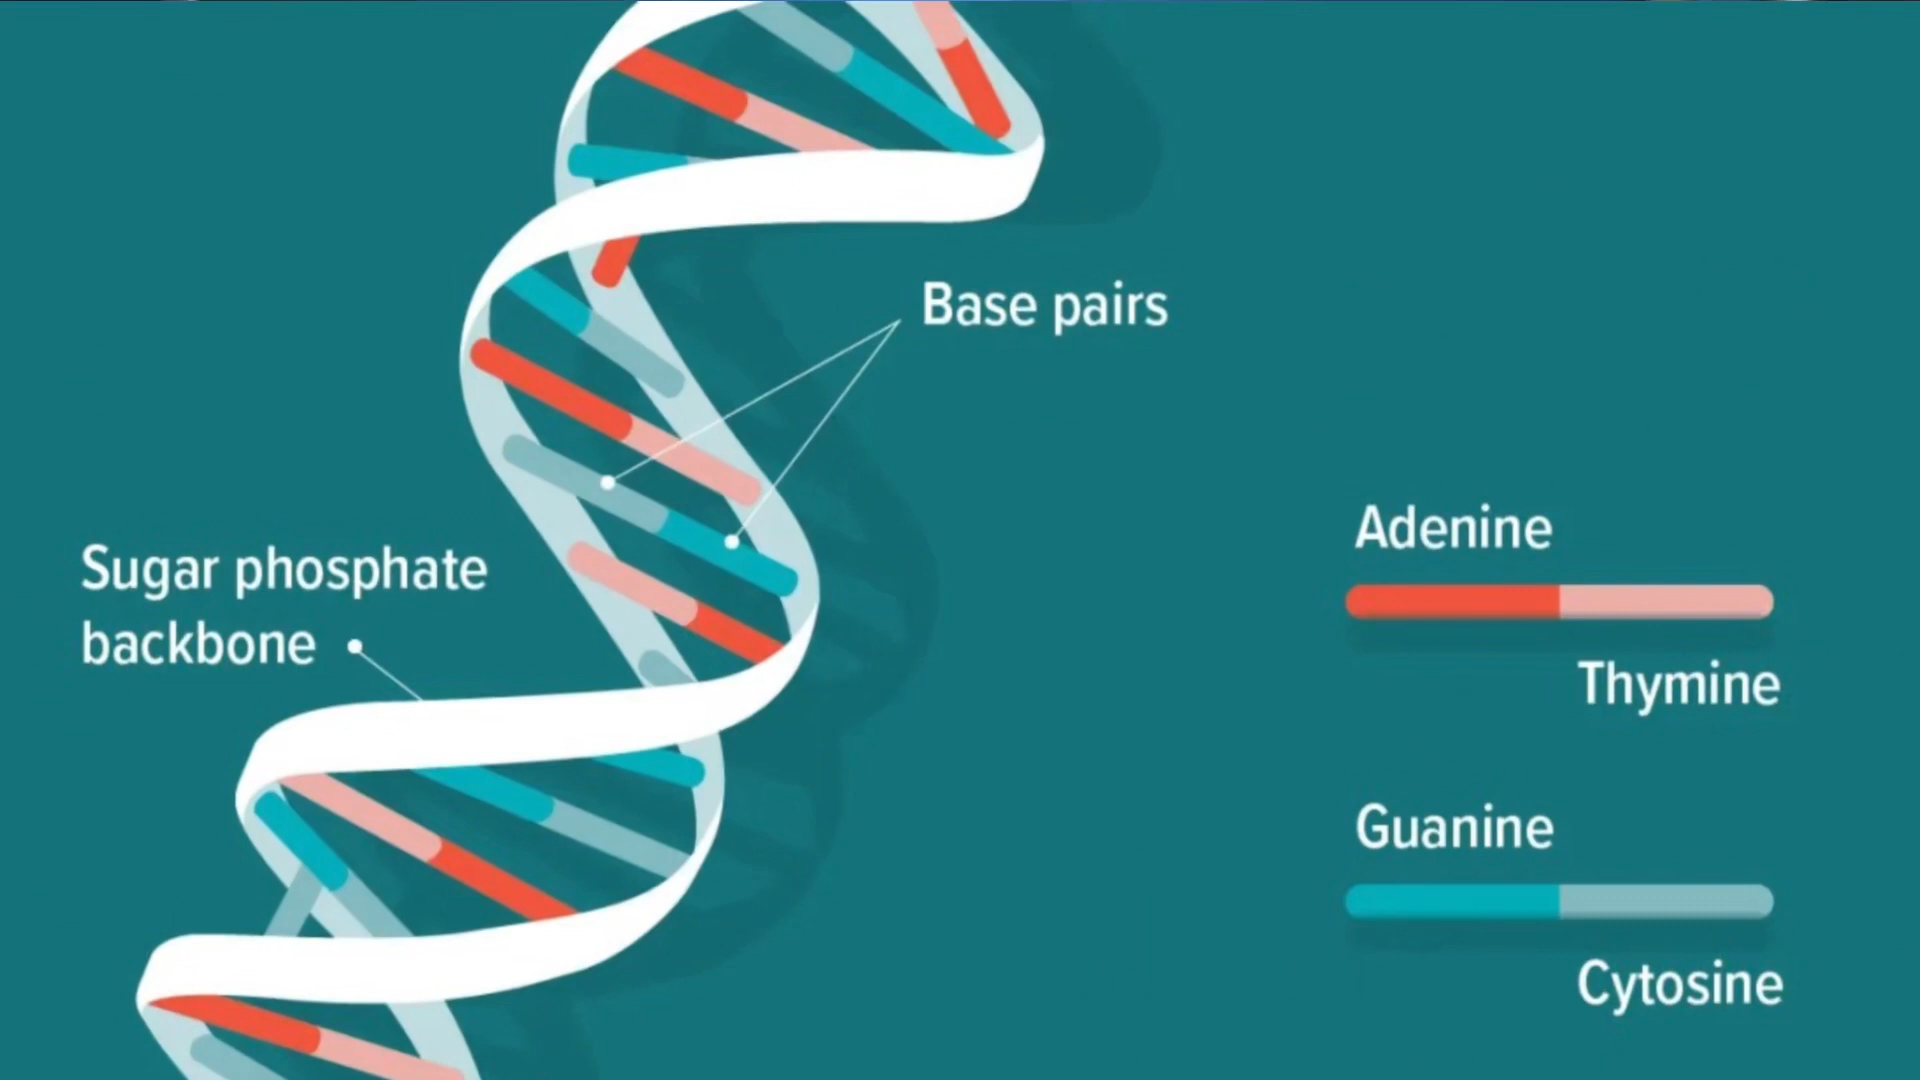 Base pairs
Sugar phosphate
backbone
Adenine
Thymine
Guanine
Cytosine